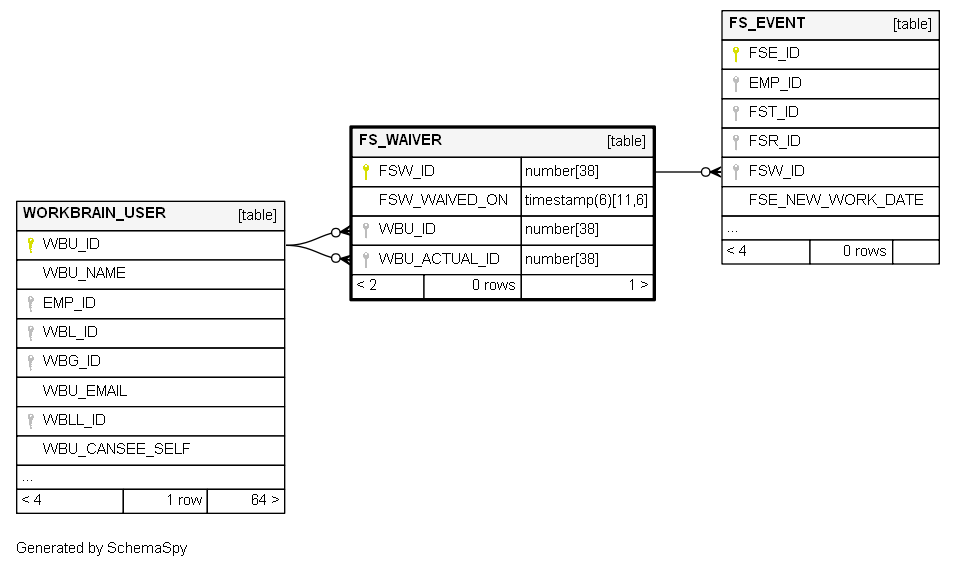 FS_EVENT [table]
FSE_ID
EMP_ID
FST_ID
FSR_ID
FSW_ID
FSE_NEW_WORK_DATE
...
< 4 0 rows
FS_WAIVER [table]
FSW_ID number[38]
FSW_WAIVED_ON timestamp(6)[11,6]
WBU_ID number[38]
WBU_ACTUAL_ID number[38]
< 2 0 rows 1 >
WORKBRAIN_USER [table]
WBU_ID
WBU_NAME
EMP_ID
WBL_ID
WBG_ID
WBU_EMAIL
WBLL_ID
WBU_CANSEE_SELF
...
< 4 1 row 64 >
Generated by SchemaSpy